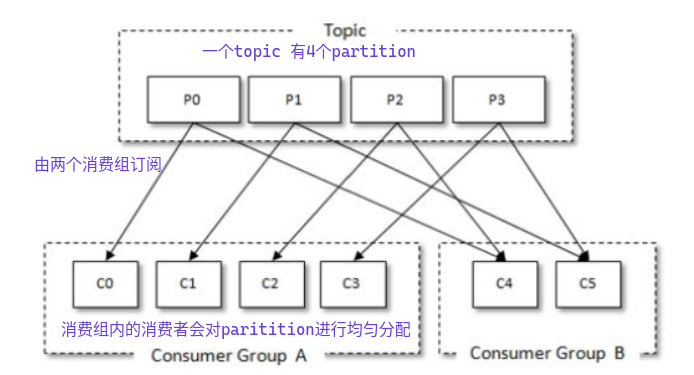 Topic
一个topic 有4个partition
P0 P1 P2 P3
由两个消费组订阅
C0 C1 C2 C3 C4 C5
消费组内的消费者会对paritition进行均匀分配
Consumer Group A Consumer Group B